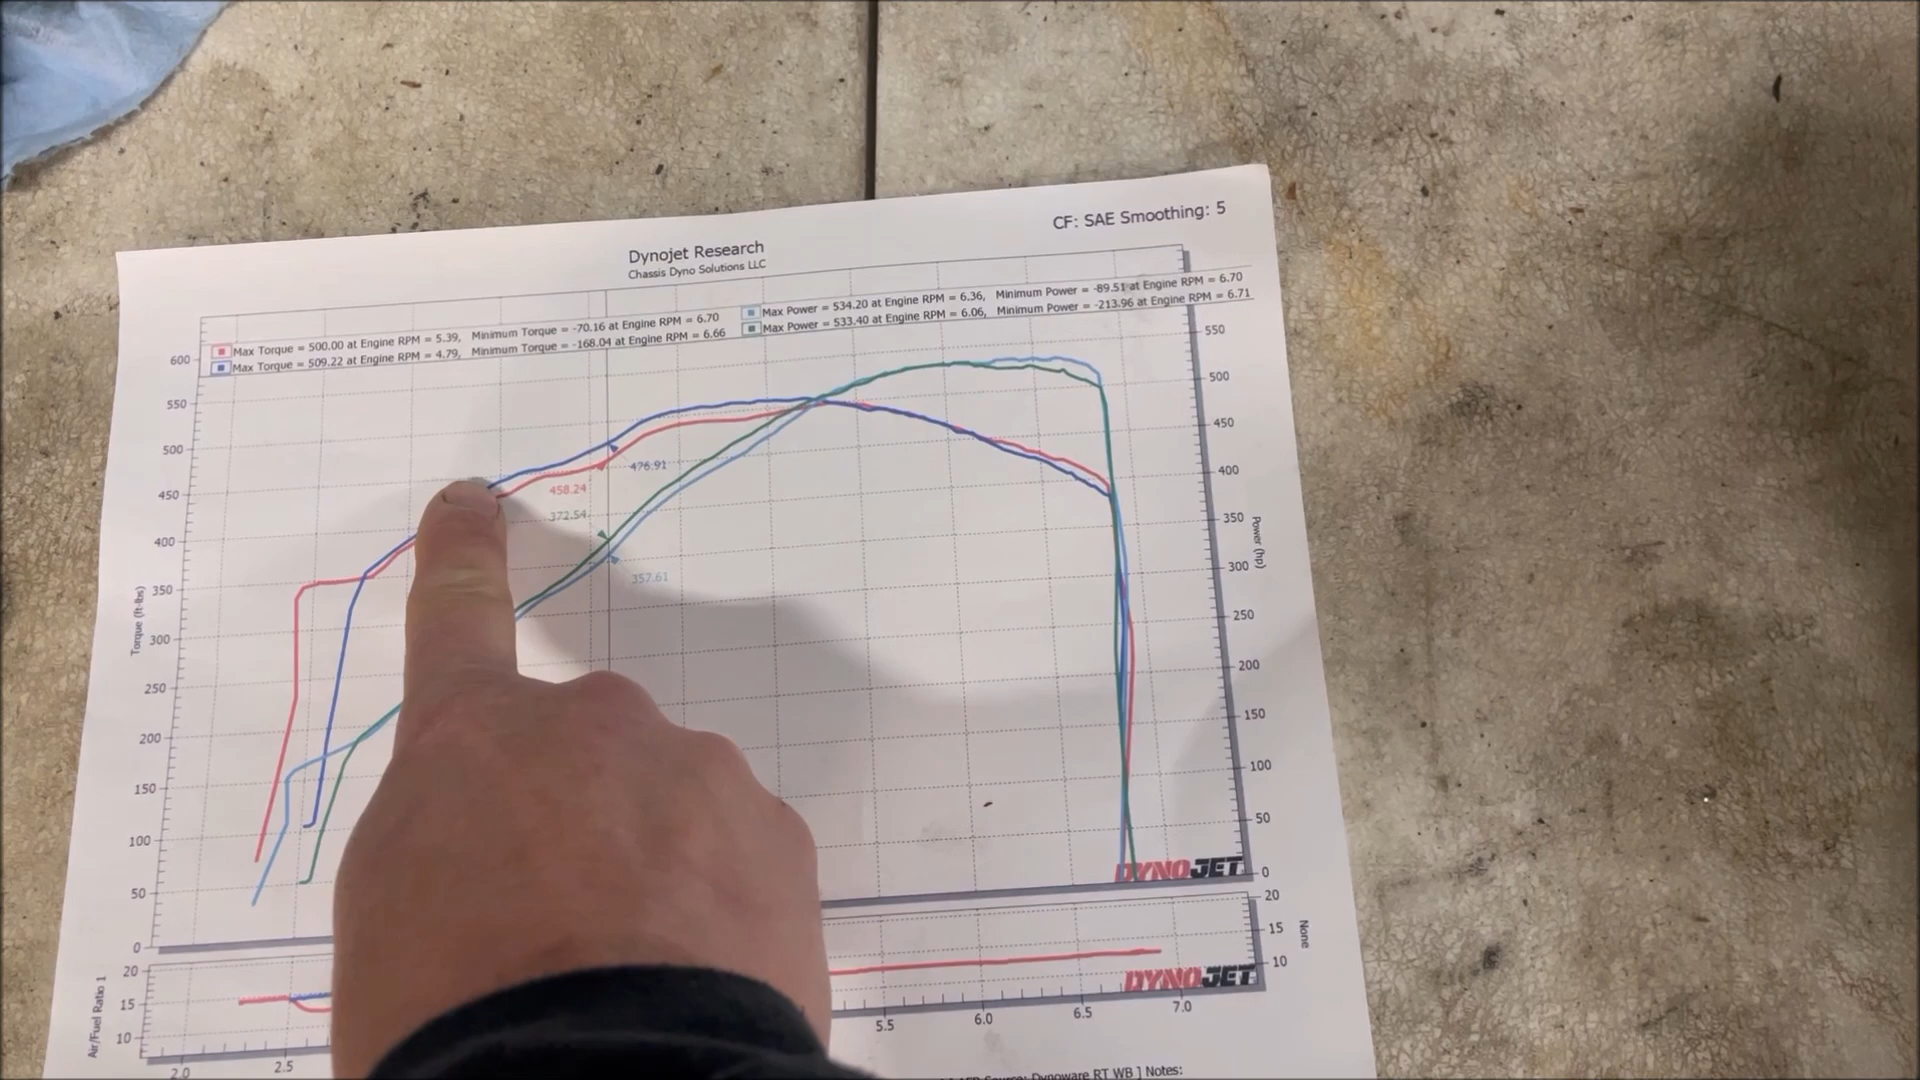 CF: SAE Smoothing: 5
Dynojet Research
Chassis Dyno Solutions LLC
Max Torque = 500.00 at Engine RPM = 5.39, Minimum Torque = -70.16 at Engine RPM = 6.70
Max Torque = 509.22 at Engine RPM = 4.79, Minimum Torque = -168.04 at Engine RPM = 6.66
Max Power = 534.20 at Engine RPM = 6.36, Minimum Power = -89.51 at Engine RPM = 6.70
Max Power = 533.40 at Engine RPM = 6.06, Minimum Power = -213.96 at Engine RPM = 6.71
600
550
500
450
400
350
300
250
200
150
100
50
0
Torque (ft-lbs)
476.91
458.24
372.54
357.61
550
500
450
400
350
300
250
200
150
100
50
0
Power (hp)
DYNOJET
20
15
10
Air/Fuel Ratio 1
20
15
10
None
DYNOJET
2.0
2.5
5.5
6.0
6.5
7.0
Source: Dynoware RT WB ] Notes: